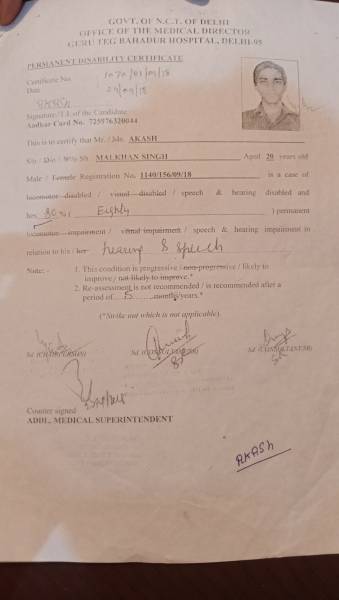 GOVT. OF N.C.T. OF DELHI
OFFICE OF THE MEDICAL DIRECTOR
GURU TEG BAHADUR HOSPITAL, DELHI-95
PERMANENT DISABILITY CERTIFICATE
Certificate No.
Date
AKASH
Signature/T.I. of the Candidate
Aadhar Card No. 725976320044
This is to certify that Mr. / Ms. AKASH
S/o / D/o / W/o Sh MALKHAN SINGH Aged 20 years old
Male / Female Registration No. 1140/156/09/18 is a case of
locomotor disabled / visual disabled / speech & hearing disabled and
has 80% Eighty ) permanent
locomotor impairment / visual impairment / speech & hearing impairment in
relation to his / her hearing & speech
Note: - 1. This condition is progressive / non-progressive / likely to
improve / not likely to improve.*
2. Re-assessment is not recommended / is recommended after a
period of 5 months/years.*
(*Strike out which is not applicable).
Counter signed
ADDL. MEDICAL SUPERINTENDENT
AKASH